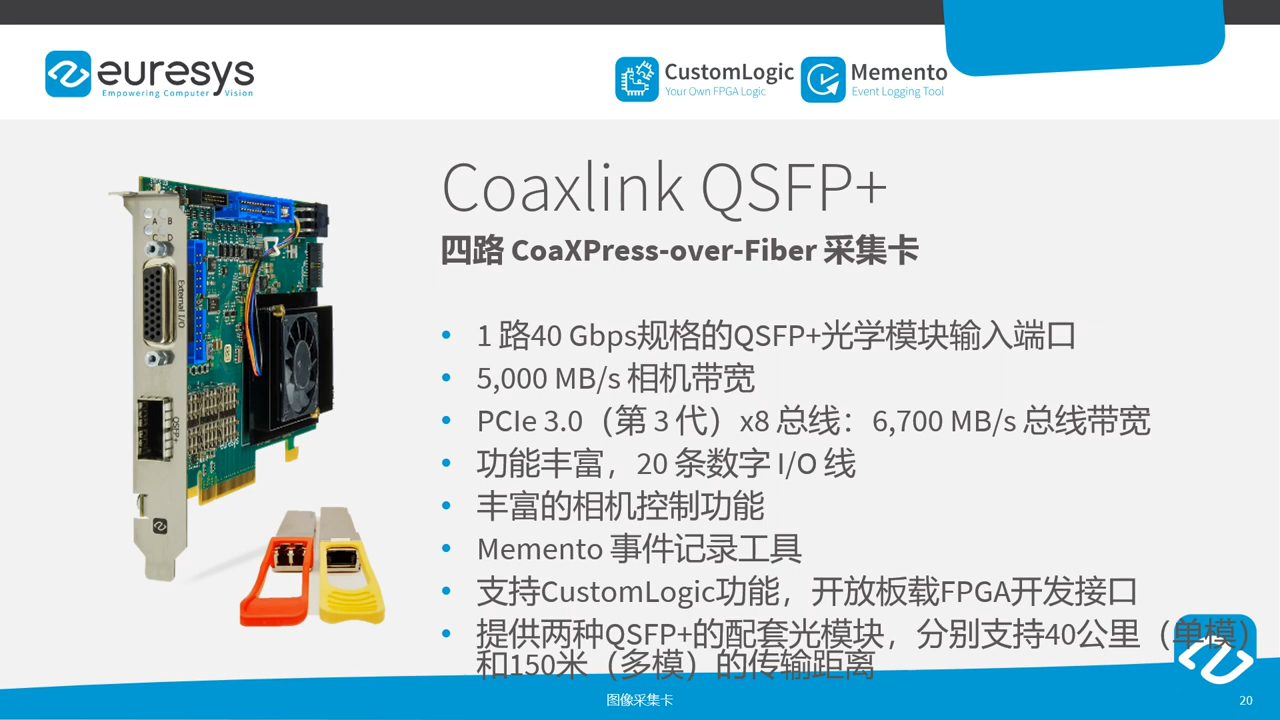 euresys
Empowering Computer Vision
CustomLogic
Your Own FPGA Logic
Memento
Event Logging Tool
Coaxlink QSFP+
四路 CoaXPress-over-Fiber 采集卡
• 1 路40 Gbps规格的QSFP+光学模块输入端口
• 5,000 MB/s 相机带宽
• PCIe 3.0（第 3 代）x8 总线：6,700 MB/s 总线带宽
• 功能丰富，20 条数字 I/O 线
• 丰富的相机控制功能
• Memento 事件记录工具
• 支持CustomLogic功能，开放板载FPGA开发接口
• 提供两种QSFP+的配套光模块，分别支持40公里（单模）
和150米（多模）的传输距离
A B
C D
External I/O
QSFP+
图像采集卡
20